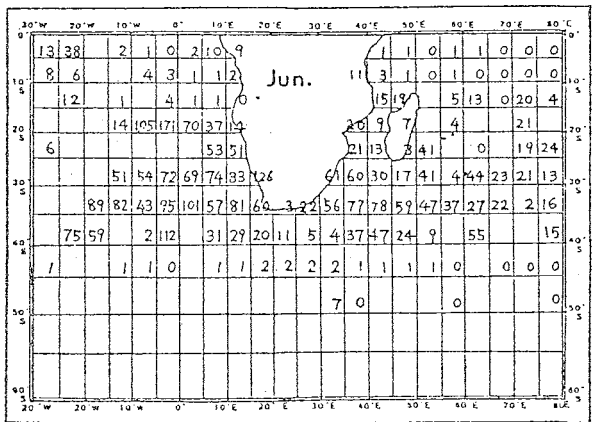 30°W 20°W 10°W 0° 10°E 20°E 30°E 40°E 50°E 60°E 70°E 80°E
0° 0°
13 38 2 1 0 2 10 9 1 1 0 1 1 0 0 0
8 6 4 3 1 1 2 11 3 1 0 1 0 0 0 0
Jun.
10°S 10°S
12 1 4 1 1 0 15 19 5 13 0 20 4
14 105 171 70 37 14 20 9 7 4 21
20°S 20°S
6 53 51 21 13 3 41 0 19 24
51 54 72 69 74 33 126 61 60 30 17 41 4 44 23 21 13
30°S 30°S
89 82 43 95 101 57 81 60 3 22 56 77 78 59 47 37 27 22 2 16
75 59 2 112 31 29 20 11 5 4 37 47 24 9 55 15
40°S 40°S
1 1 1 0 1 1 2 2 2 2 1 1 1 1 0 0 0 0
7 0 0 0
50°S 50°S
60°S 60°S
20°W 20°W 10°W 0° 10°E 20°E 30°E 40°E 50°E 60°E 70°E